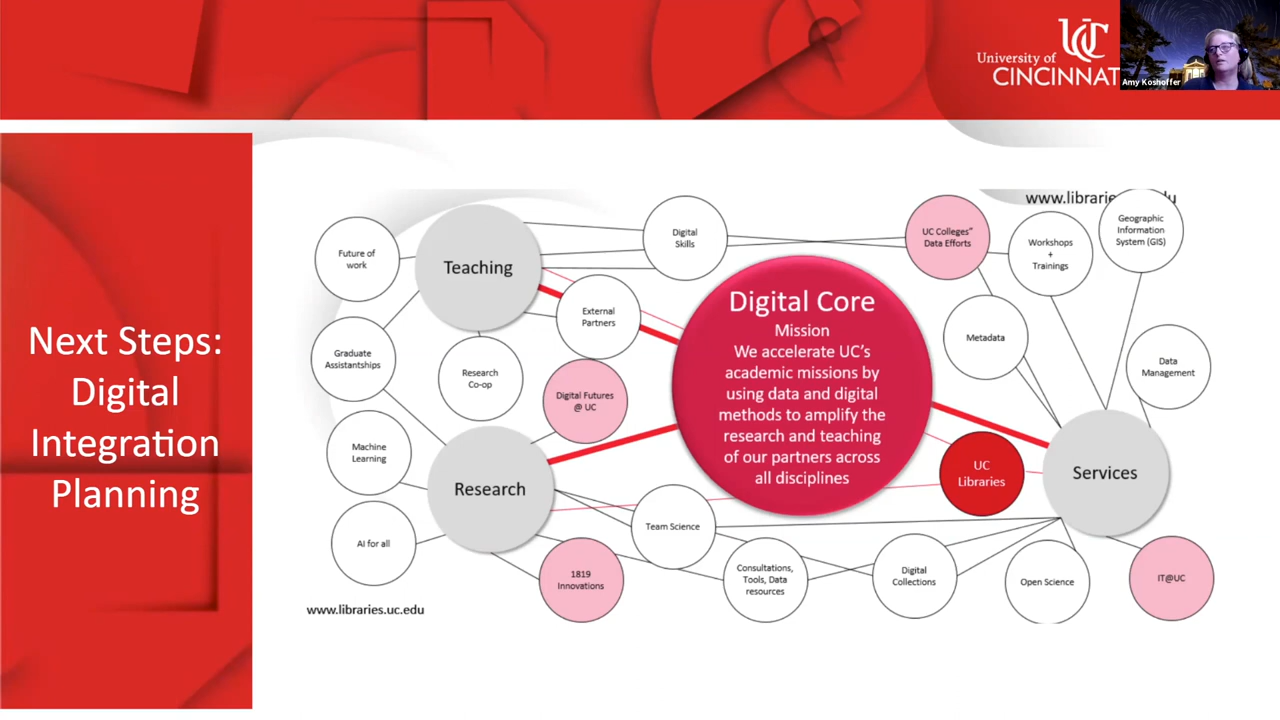 University of
CINCINNAT
Amy Koshoffer
Next Steps:
Digital
Integration
Planning
www.librarie
u
Future of
work
Teaching
Digital
Skills
UC Colleges"
Data Efforts
Workshops
+
Trainings
Geographic
Information
System (GIS)
External
Partners
Graduate
Assistantships
Research
Co-op
Digital Futures
@ UC
Digital Core
Mission
We accelerate UC's
academic missions by
using data and digital
methods to amplify the
research and teaching
of our partners across
all disciplines
Metadata
Data
Management
Machine
Learning
Research
UC
Libraries
Services
AI for all
Team Science
1819
Innovations
Consultations,
Tools, Data
resources
Digital
Collections
Open Science
IT@UC
www.libraries.uc.edu